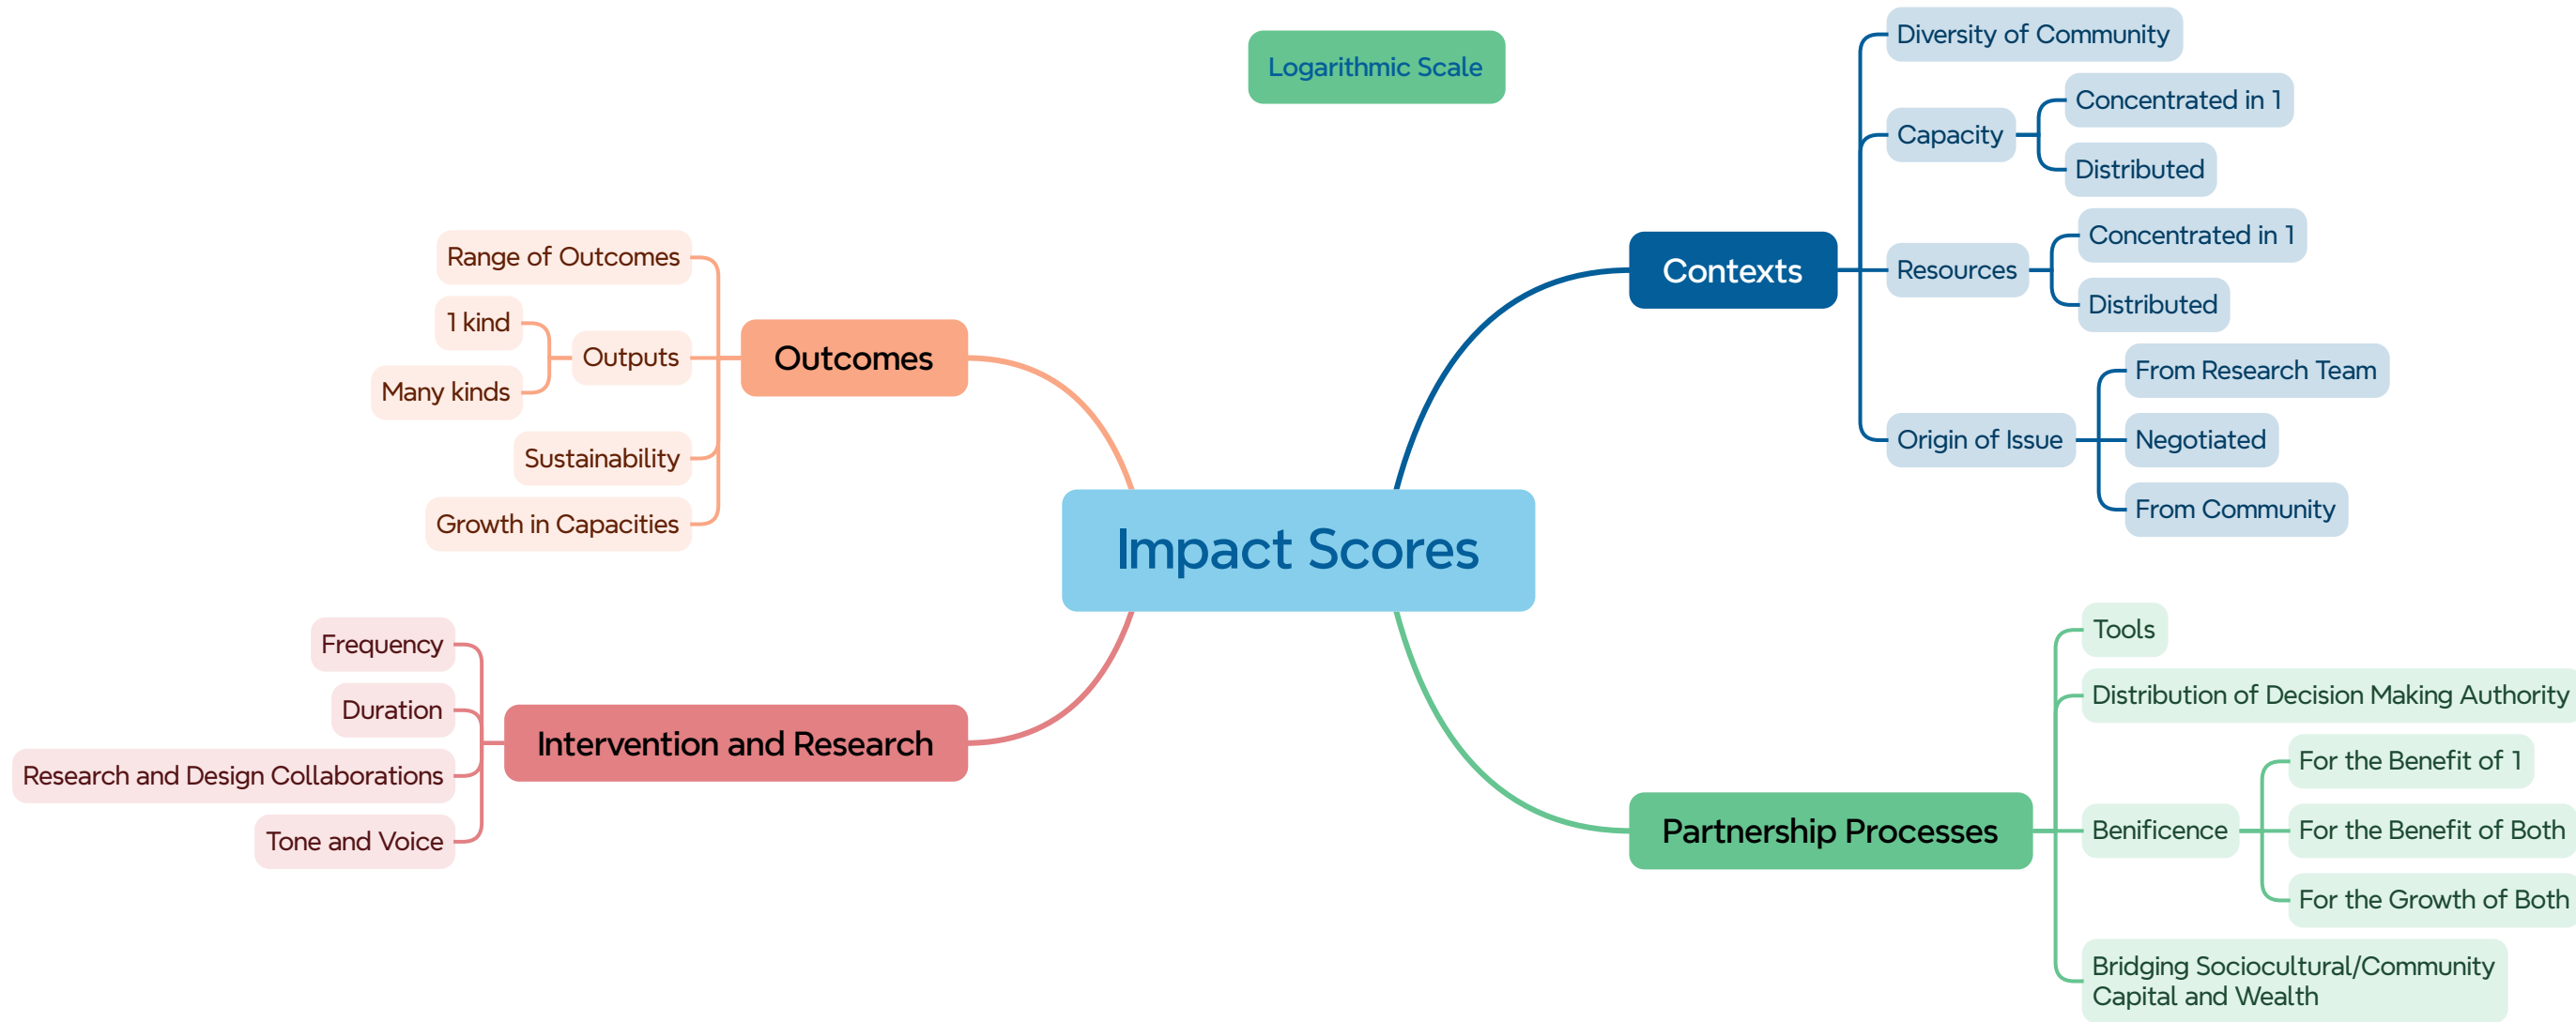 Logarithmic Scale
Impact Scores
Contexts
Diversity of Community
Capacity
Concentrated in 1
Distributed
Resources
Concentrated in 1
Distributed
Origin of Issue
From Research Team
Negotiated
From Community
Partnership Processes
Tools
Distribution of Decision Making Authority
Benificence
For the Benefit of 1
For the Benefit of Both
For the Growth of Both
Bridging Sociocultural/Community
Capital and Wealth
Outcomes
Range of Outcomes
Outputs
1 kind
Many kinds
Sustainability
Growth in Capacities
Intervention and Research
Frequency
Duration
Research and Design Collaborations
Tone and Voice